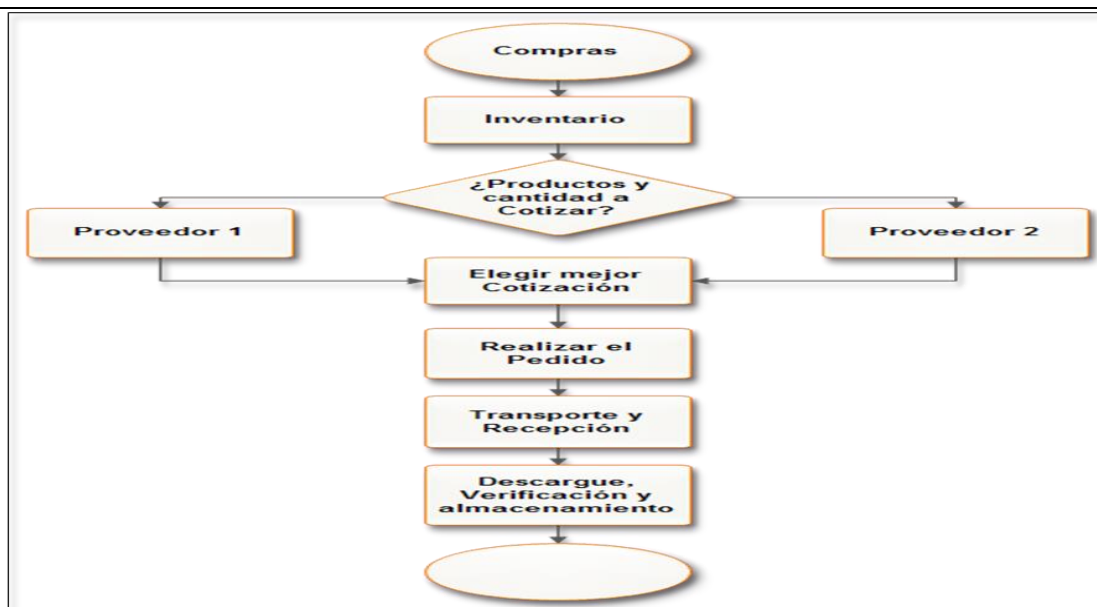 Compras
Inventario
¿Productos y
cantidad a
Cotizar?
Proveedor 1
Proveedor 2
Elegir mejor
Cotización
Realizar el
Pedido
Transporte y
Recepción
Descargue,
Verificación y
almacenamiento